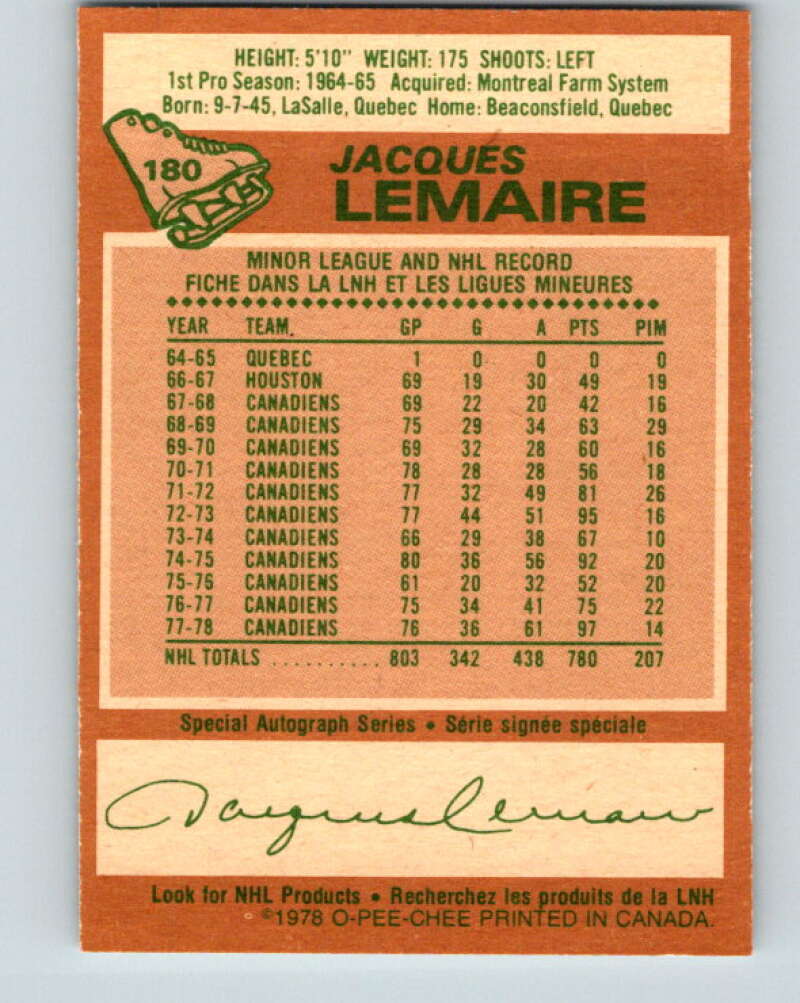 HEIGHT: 5'10" WEIGHT: 175 SHOOTS: LEFT
1st Pro Season: 1964-65 Acquired: Montreal Farm System
Born: 9-7-45, LaSalle, Quebec Home: Beaconsfield, Quebec
180
JACQUES
LEMAIRE
MINOR LEAGUE AND NHL RECORD
FICHE DANS LA LNH ET LES LIGUES MINEURES
YEAR TEAM. GP G A PTS PIM
64-65 QUEBEC 1 0 0 0 0
66-67 HOUSTON 69 19 30 49 19
67-68 CANADIENS 69 22 20 42 16
68-69 CANADIENS 75 29 34 63 29
69-70 CANADIENS 69 32 28 60 16
70-71 CANADIENS 78 28 28 56 18
71-72 CANADIENS 77 32 49 81 26
72-73 CANADIENS 77 44 51 95 16
73-74 CANADIENS 66 29 38 67 10
74-75 CANADIENS 80 36 56 92 20
75-76 CANADIENS 61 20 32 52 20
76-77 CANADIENS 75 34 41 75 22
77-78 CANADIENS 76 36 61 97 14
NHL TOTALS .......... 803 342 438 780 207
Special Autograph Series • Série signée spéciale
Jacques Lemaire
Look for NHL Products • Recherchez les produits de la LNH
©1978 O-PEE-CHEE PRINTED IN CANADA.